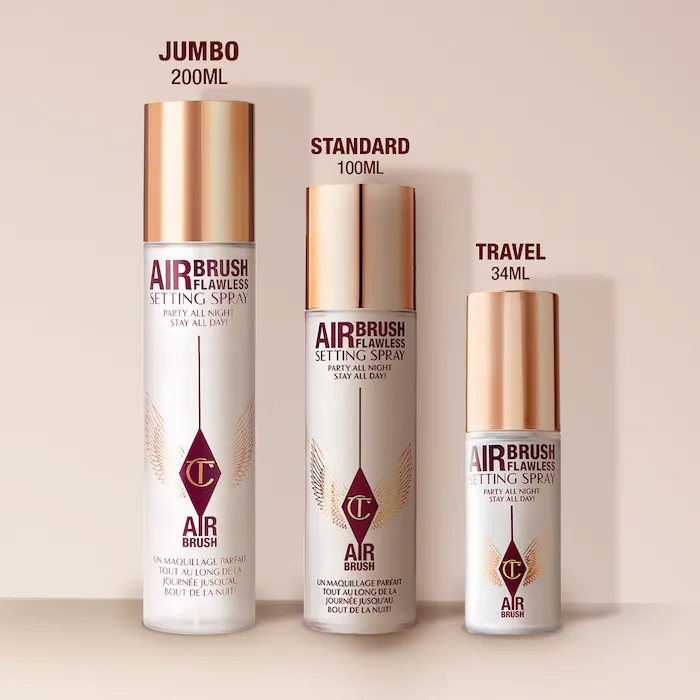 JUMBO
200ML
STANDARD
100ML
TRAVEL
34ML
AIRBRUSH
FLAWLESS
SETTING SPRAY
PARTY ALL NIGHT
STAY ALL DAY!
CT
AIR
BRUSH
UN MAQUILLAGE PARFAIT
TOUT AU LONG DE LA
JOURNÉE JUSQU'AU
BOUT DE LA NUIT!
AIRBRUSH
FLAWLESS
SETTING SPRAY
PARTY ALL NIGHT
STAY ALL DAY!
CT
AIR
BRUSH
UN MAQUILLAGE PARFAIT
TOUT AU LONG DE LA
JOURNÉE JUSQU'AU
BOUT DE LA NUIT!
AIRBRUSH
FLAWLESS
SETTING SPRAY
PARTY ALL NIGHT
STAY ALL DAY!
CT
AIR
BRUSH